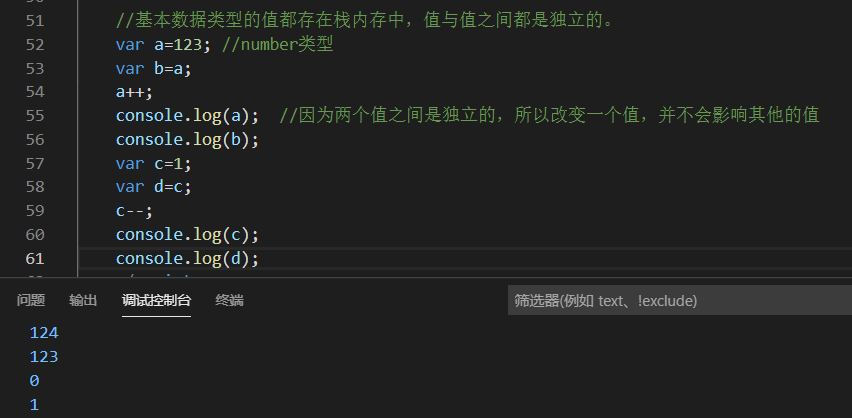 51 //基本数据类型的值都存在栈内存中，值与值之间都是独立的。
52 var a=123; //number类型
53 var b=a;
54 a++;
55 console.log(a);  //因为两个值之间是独立的，所以改变一个值，并不会影响其他的值
56 console.log(b);
57 var c=1;
58 var d=c;
59 c--;
60 console.log(c);
61 console.log(d);
问题 输出 调试控制台 终端 筛选器(例如 text、!exclude)
124
123
0
1